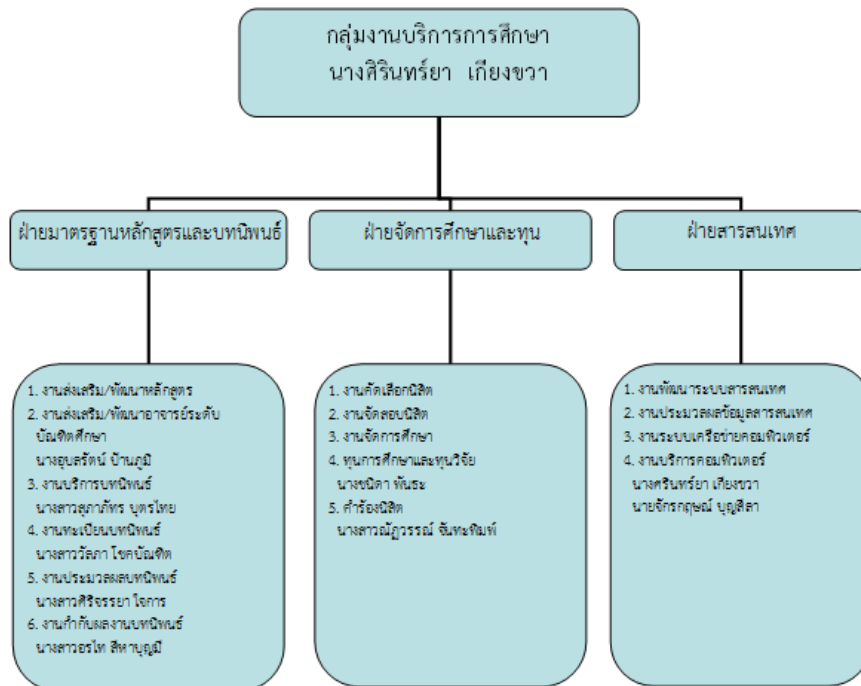 กลุ่มงานบริการการศึกษา
นางศิรินทร์ยา เกียงขวา
ฝ่ายมาตรฐานหลักสูตรและบทนิพนธ์
ฝ่ายจัดการศึกษาและทุน
ฝ่ายสารสนเทศ
1. งานส่งเสริม/พัฒนาหลักสูตร
2. งานส่งเสริม/พัฒนาอาจารย์ระดับ
บัณฑิตศึกษา
นางอุบลรัตน์ ป้านภูมิ
3. งานบริการบทนิพนธ์
นางสาวสุภาภัทร บุตรไทย
4. งานทะเบียนบทนิพนธ์
นางสาววัลภา โชคบัณฑิต
5. งานประมวลผลบทนิพนธ์
นางสาวศิริจรรยา ใจการ
6. งานกำกับผลงานบทนิพนธ์
นางสาวอรไท สีหาบุญมี
1. งานคัดเลือกนิสิต
2. งานจัดสอบนิสิต
3. งานจัดการศึกษา
4. ทุนการศึกษาและทุนวิจัย
นางชนิดา พันธะ
5. คำร้องนิสิต
นางสาวณัฏวรรณ์ จันทะพิมพ์
1. งานพัฒนาระบบสารสนเทศ
2. งานประมวลผลข้อมูลสารสนเทศ
3. งานระบบเครือข่ายคอมพิวเตอร์
4. งานบริการคอมพิวเตอร์
นางศรินทร์ยา เกียงขวา
นายจักรกฤษณ์ บุญสีลา